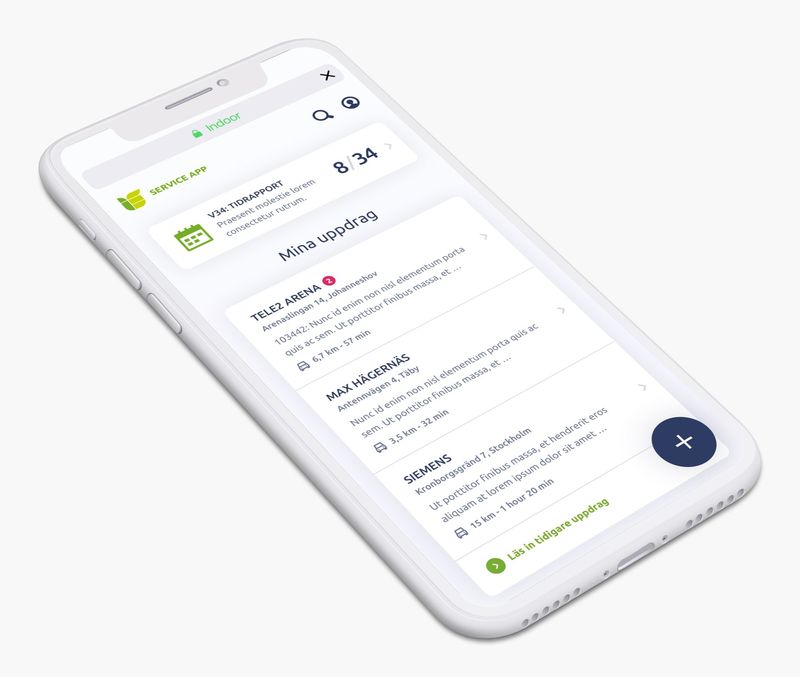 Indoor
SERVICE APP
V34: TIDRAPPORT
Praesent molestie lorem
consectetur rutrum.
8/34
Mina uppdrag
TELE2 ARENA 2
Arenaslingan 14, Johanneshov
103442: Nunc id enim non nisl elementum porta
quis ac sem. Ut porttitor finibus massa, et ...
6,7 km - 57 min
MAX HÄGERNÄS
Antennvägen 4, Täby
Nunc id enim non nisl elementum porta quis ac
sem. Ut porttitor finibus massa, et ...
3,5 km - 32 min
SIEMENS
Kronborgsgränd 7, Stockholm
Ut porttitor finibus massa, et hendrerit eros
aliquam at lorem ipsum dolor sit amet ...
15 km - 1 hour 20 min
Läs in tidigare uppdrag